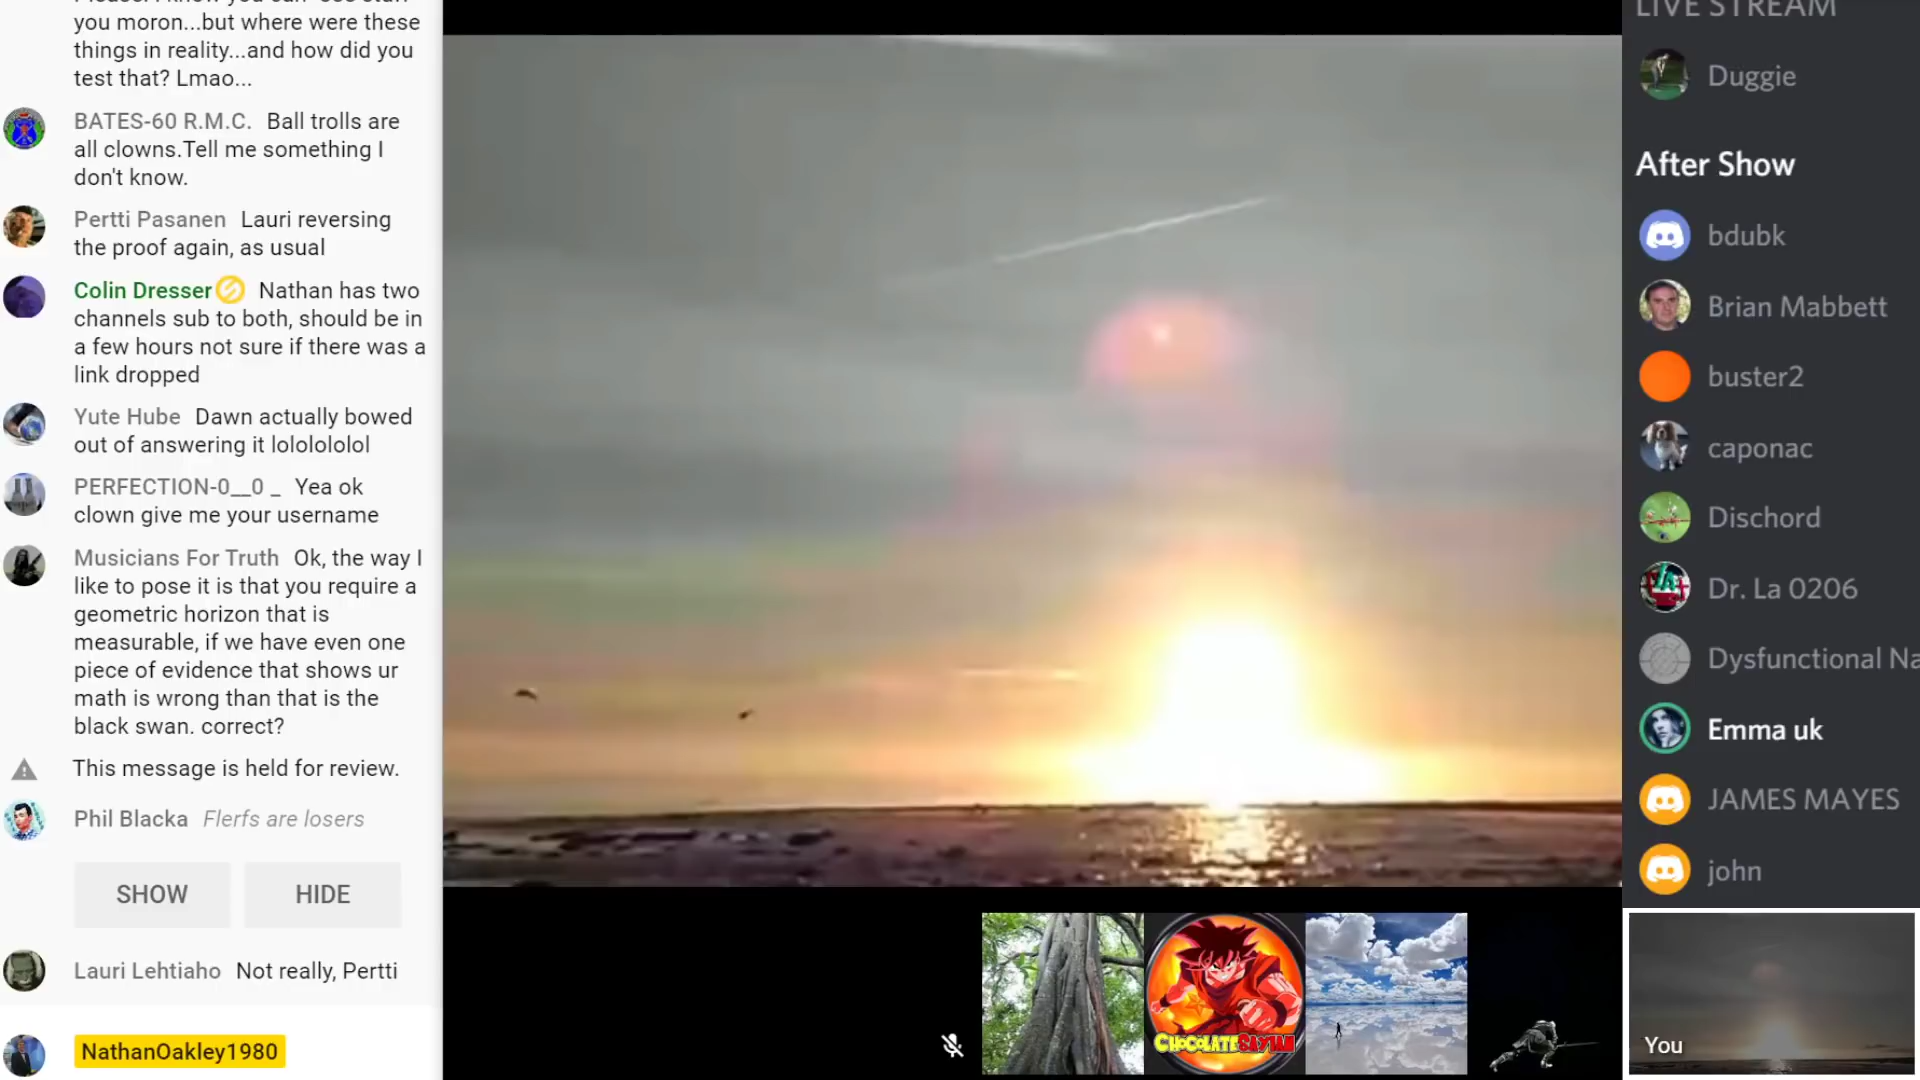 you moron...but where were these
things in reality...and how did you
test that? Lmao...
BATES-60 R.M.C. Ball trolls are
all clowns.Tell me something I
don't know.
Pertti Pasanen Lauri reversing
the proof again, as usual
Colin Dresser Nathan has two
channels sub to both, should be in
a few hours not sure if there was a
link dropped
Yute Hube Dawn actually bowed
out of answering it lolololololol
PERFECTION-0__0 _ Yea ok
clown give me your username
Musicians For Truth Ok, the way I
like to pose it is that you require a
geometric horizon that is
measurable, if we have even one
piece of evidence that shows ur
math is wrong than that is the
black swan. correct?
This message is held for review.
Phil Blacka Flerfs are losers
SHOW HIDE
Lauri Lehtiaho Not really, Pertti
NathanOakley1980
CHOCOLATE SAYIAN
LIVE STREAM
Duggie
After Show
bdubk
Brian Mabbett
buster2
caponac
Dischord
Dr. La 0206
Dysfunctional Na
Emma uk
JAMES MAYES
john
You